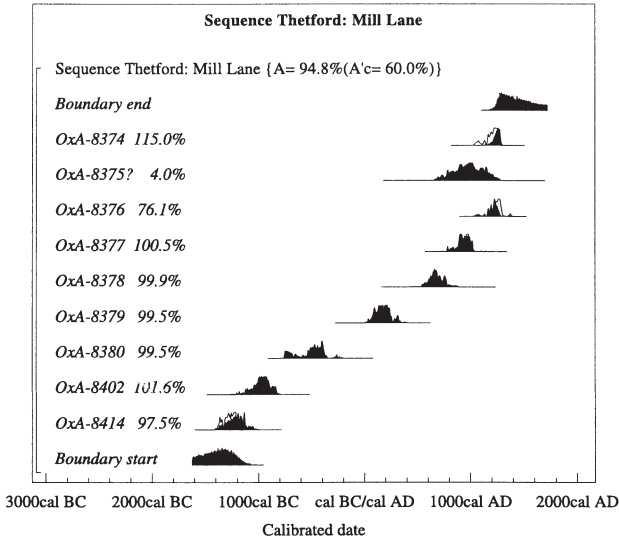 Sequence Thetford: Mill Lane
Sequence Thetford: Mill Lane {A= 94.8%(A'c= 60.0%)}
Boundary end
OxA-8374 115.0%
OxA-8375? 4.0%
OxA-8376 76.1%
OxA-8377 100.5%
OxA-8378 99.9%
OxA-8379 99.5%
OxA-8380 99.5%
OxA-8402 101.6%
OxA-8414 97.5%
Boundary start
3000cal BC 2000cal BC 1000cal BC cal BC/cal AD 1000cal AD 2000cal AD
Calibrated date